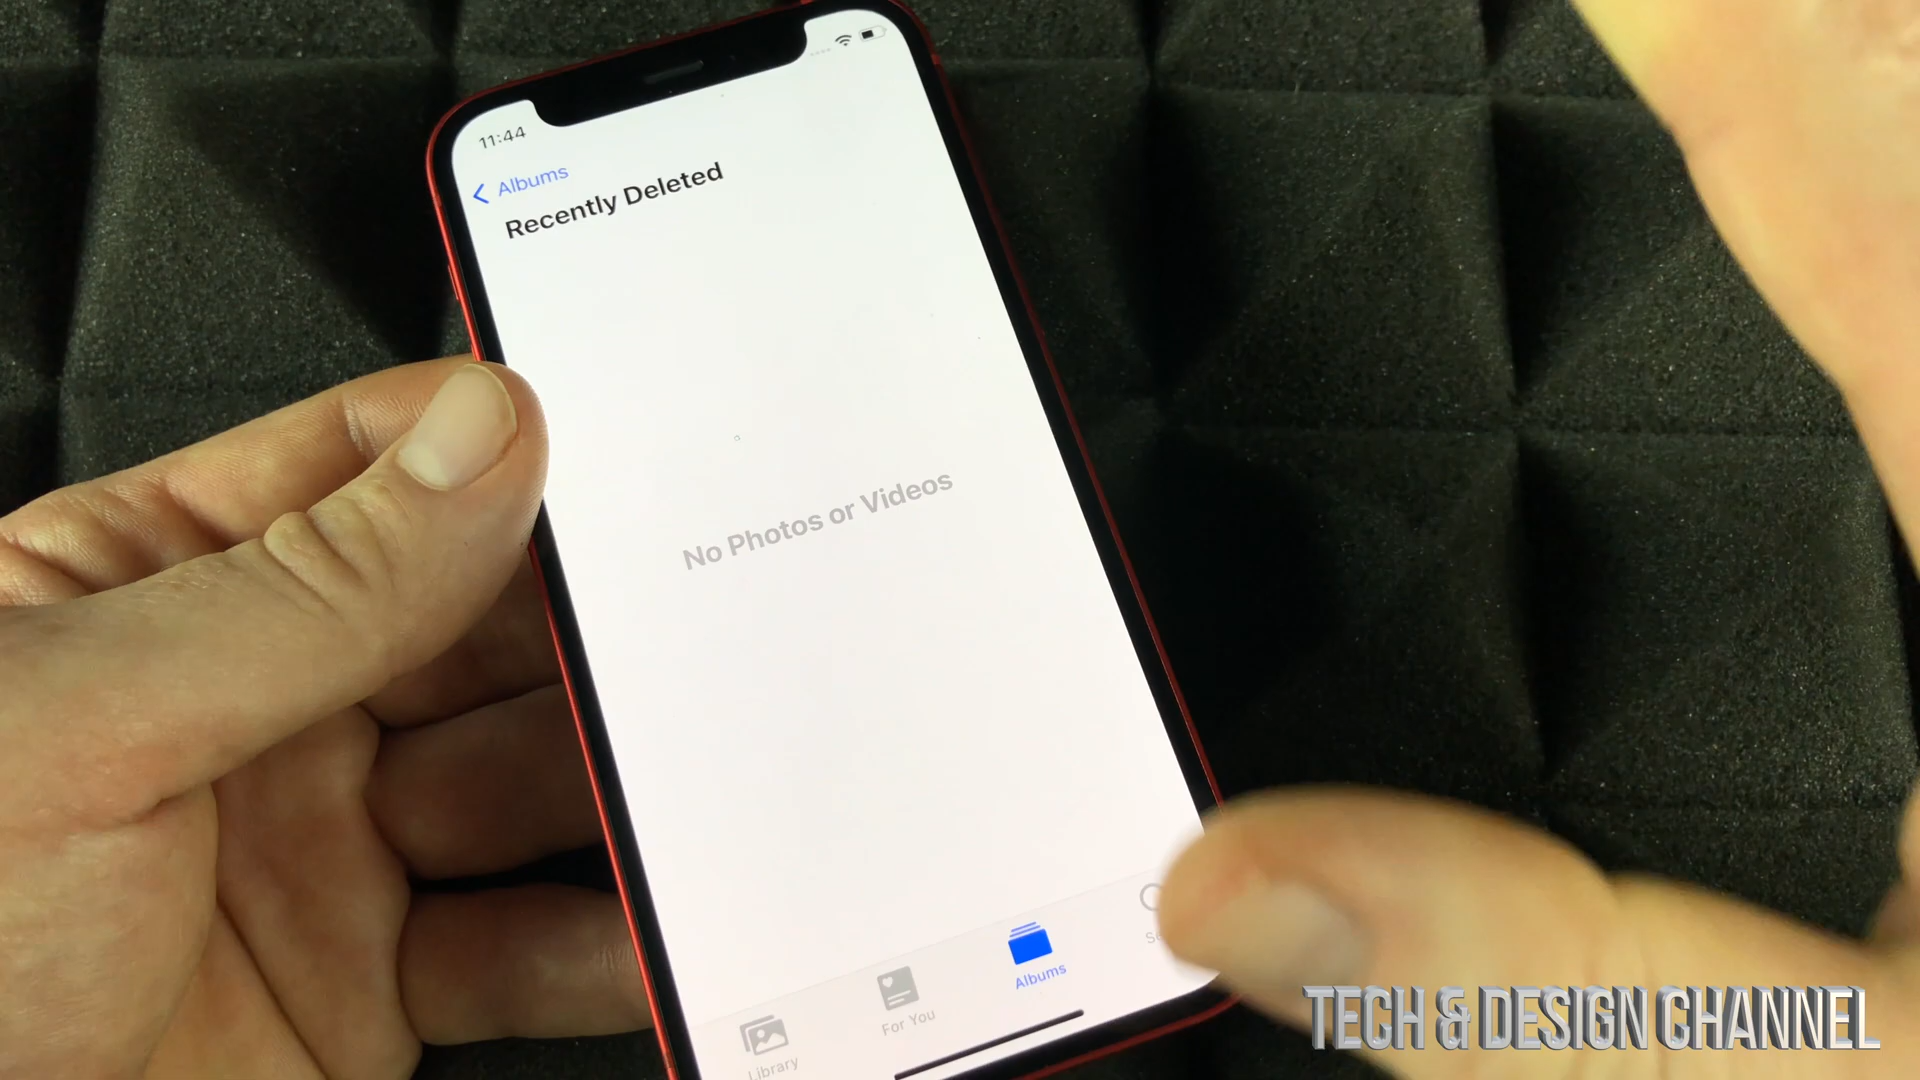 11:44
Albums
Recently Deleted
No Photos or Videos
Library
For You
Albums
TECH & DESIGN CHANNEL